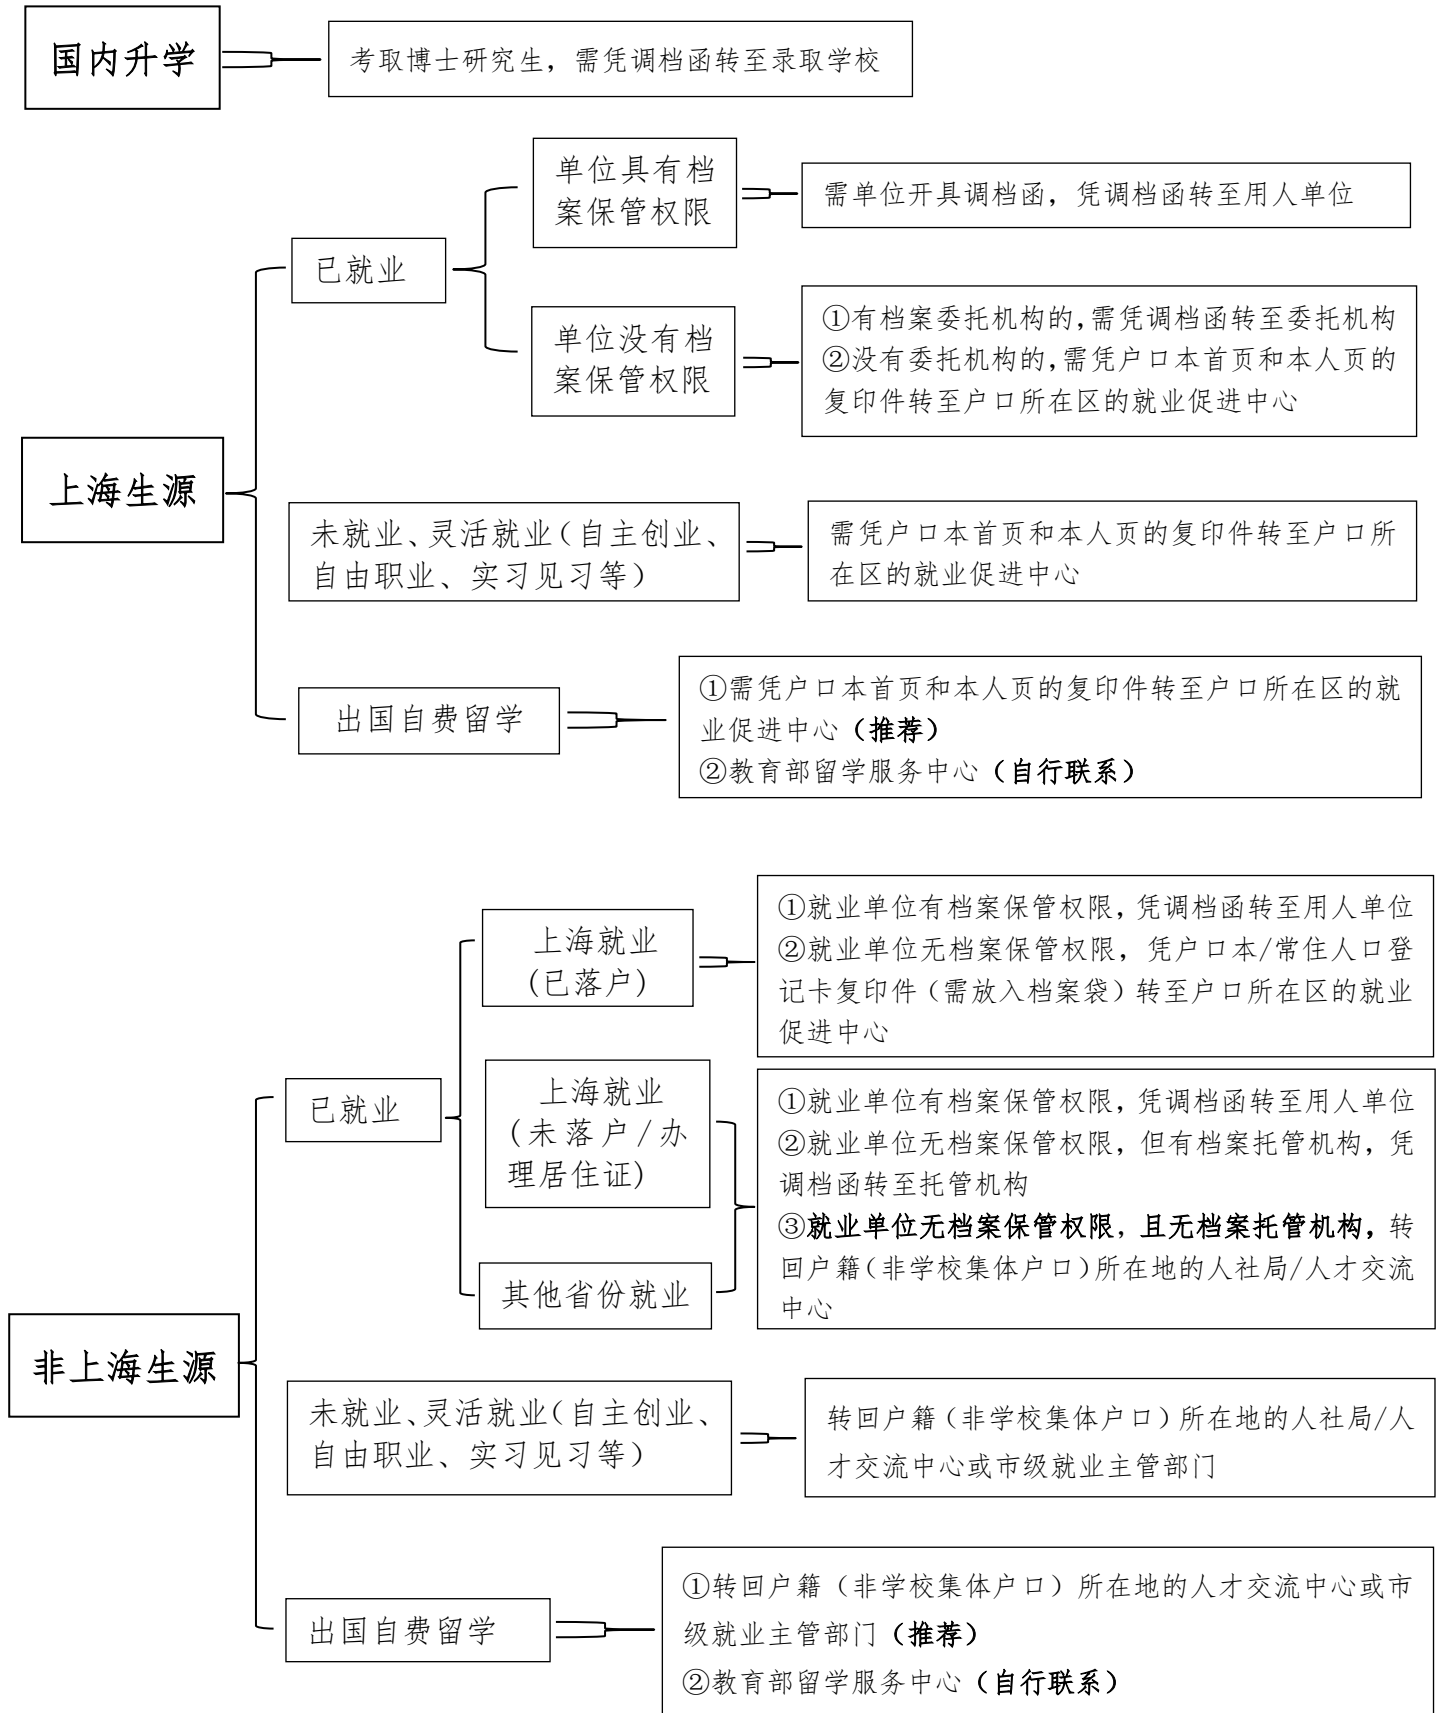 国内升学
考取博士研究生，需凭调档函转至录取学校
上海生源
已就业
单位具有档
案保管权限
需单位开具调档函，凭调档函转至用人单位
单位没有档
案保管权限
①有档案委托机构的，需凭调档函转至委托机构
②没有委托机构的，需凭户口本首页和本人页的
复印件转至户口所在区的就业促进中心
未就业、灵活就业（自主创业、
自由职业、实习见习等）
需凭户口本首页和本人页的复印件转至户口所
在区的就业促进中心
出国自费留学
①需凭户口本首页和本人页的复印件转至户口所在区的就
业促进中心（推荐）
②教育部留学服务中心（自行联系）
非上海生源
已就业
上海就业
(已落户)
①就业单位有档案保管权限，凭调档函转至用人单位
②就业单位无档案保管权限，凭户口本/常住人口登
记卡复印件（需放入档案袋）转至户口所在区的就业
促进中心
上海就业
(未落户/办
理居住证)
其他省份就业
①就业单位有档案保管权限，凭调档函转至用人单位
②就业单位无档案保管权限，但有档案托管机构，凭
调档函转至托管机构
③就业单位无档案保管权限，且无档案托管机构，转
回户籍（非学校集体户口）所在地的人社局/人才交流
中心
未就业、灵活就业（自主创业、
自由职业、实习见习等）
转回户籍（非学校集体户口）所在地的人社局/人
才交流中心或市级就业主管部门
出国自费留学
①转回户籍（非学校集体户口）所在地的人才交流中心或市
级就业主管部门（推荐）
②教育部留学服务中心（自行联系）